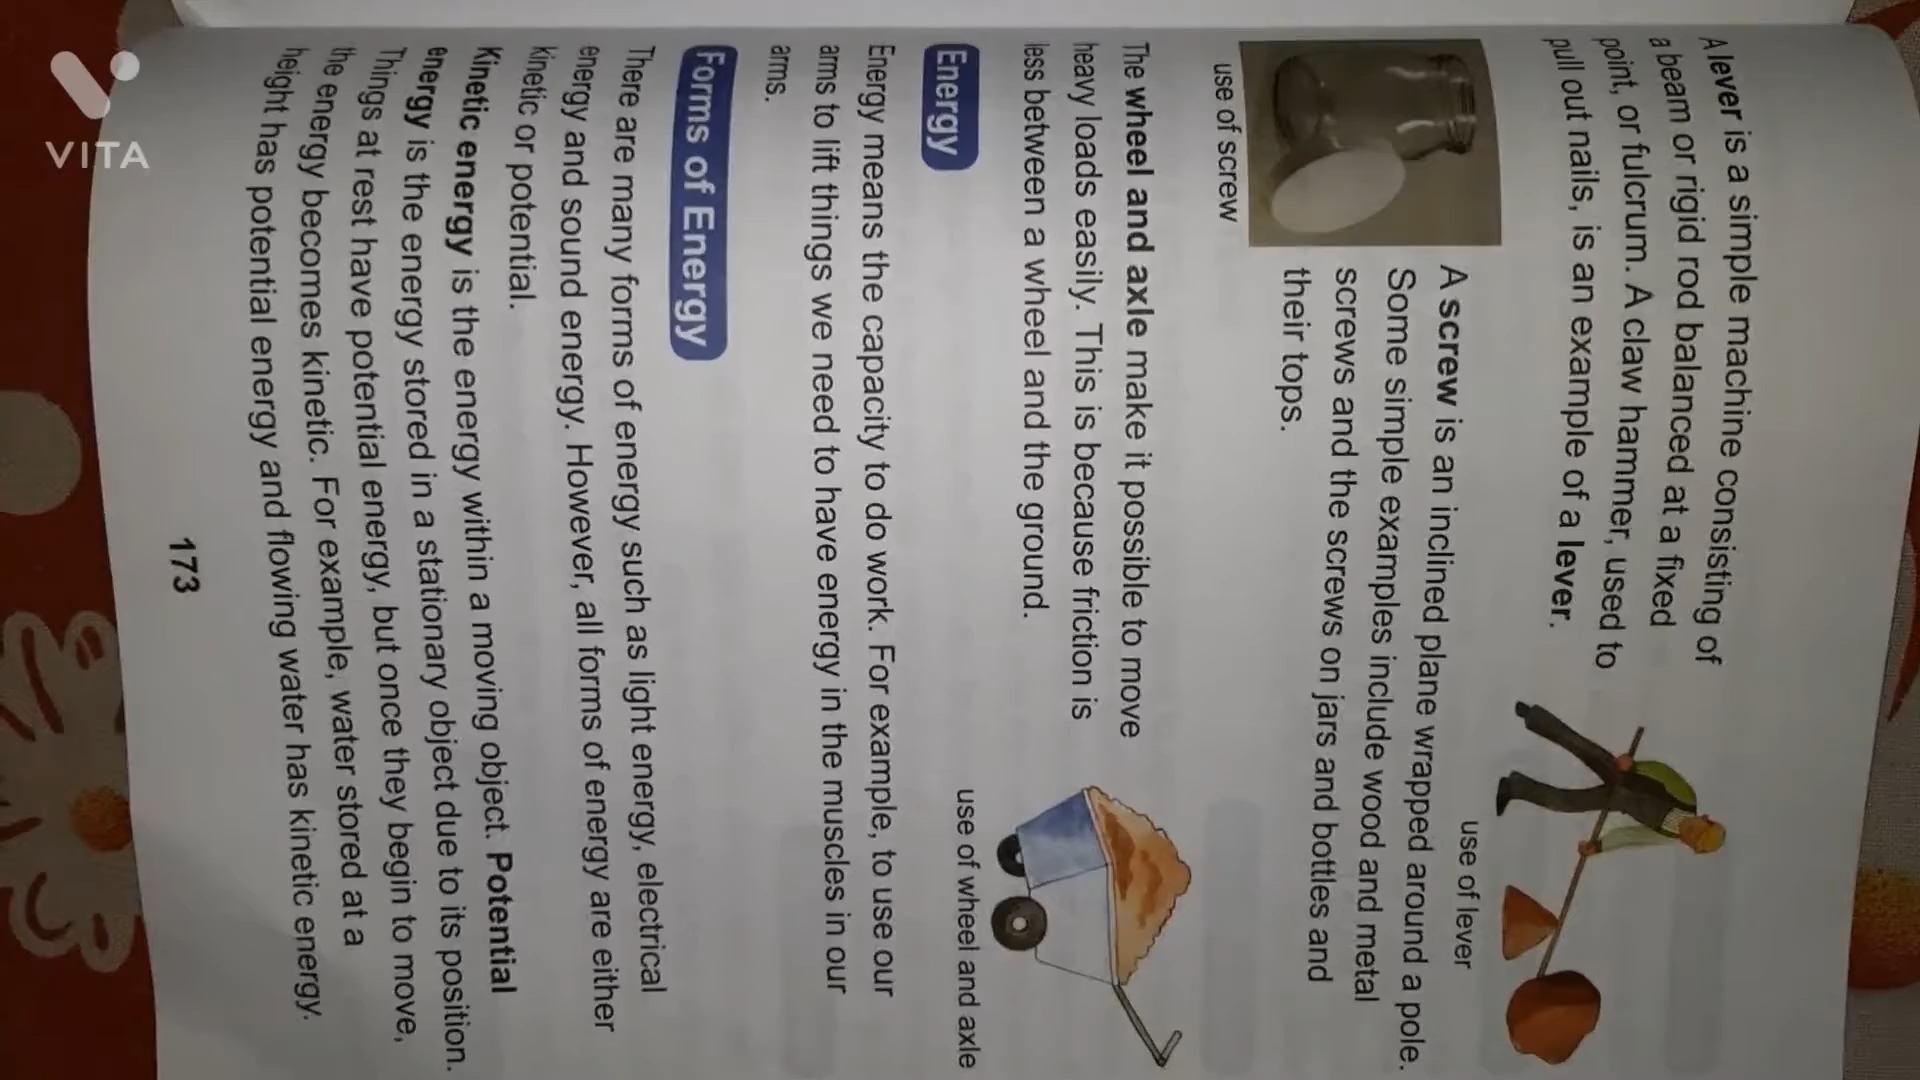 A lever is a simple machine consisting of
a beam or rigid rod balanced at a fixed
point, or fulcrum. A claw hammer, used to
pull out nails, is an example of a lever.
use of lever
A screw is an inclined plane wrapped around a pole.
Some simple examples include wood and metal
screws and the screws on jars and bottles and
their tops.
use of screw
The wheel and axle make it possible to move
heavy loads easily. This is because friction is
less between a wheel and the ground.
use of wheel and axle
Energy
Energy means the capacity to do work. For example, to use our
arms to lift things we need to have energy in the muscles in our
arms.
Forms of Energy
There are many forms of energy such as light energy, electrical
energy and sound energy. However, all forms of energy are either
kinetic or potential.
Kinetic energy is the energy within a moving object. Potential
energy is the energy stored in a stationary object due to its position.
Things at rest have potential energy, but once they begin to move,
the energy becomes kinetic. For example, water stored at a
height has potential energy and flowing water has kinetic energy.
173
VITA